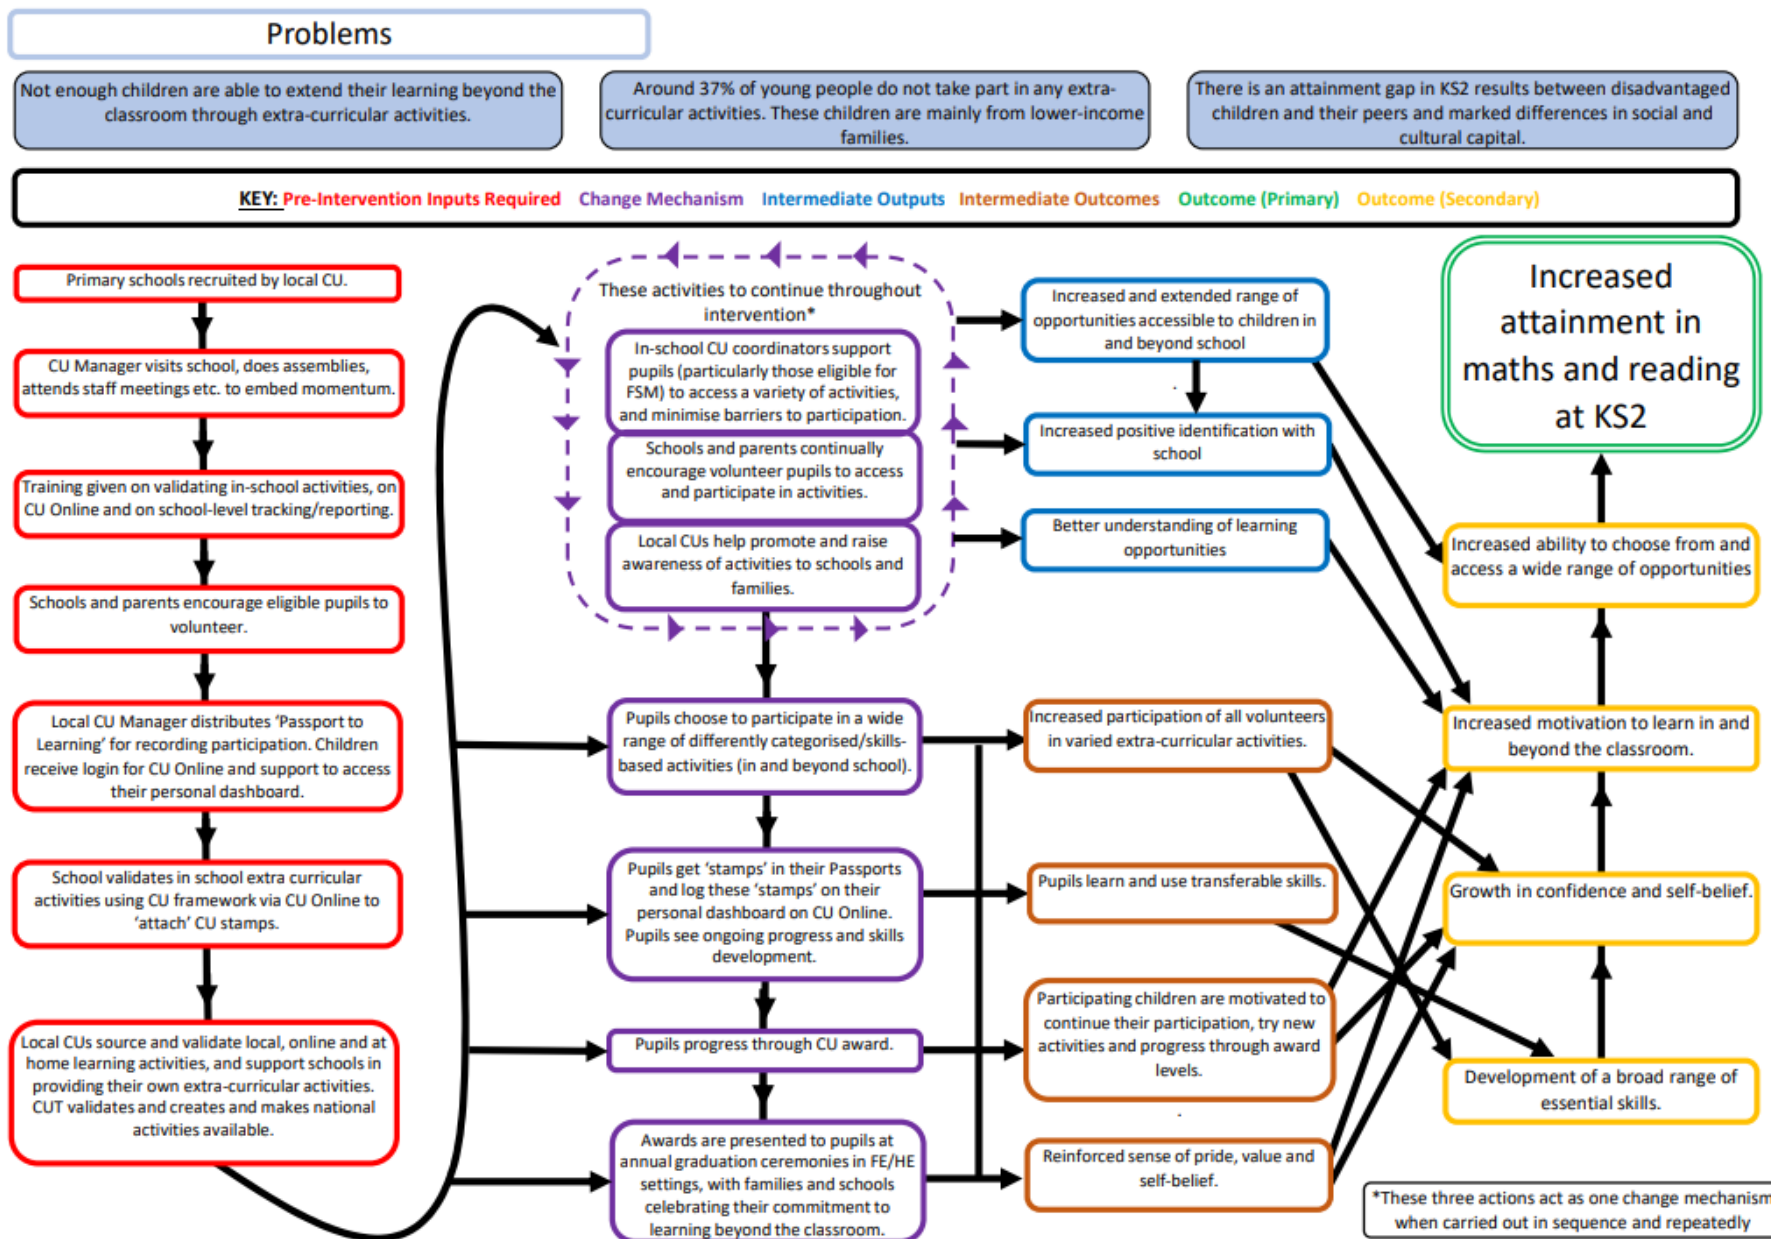 Problems
Not enough children are able to extend their learning beyond the
classroom through extra-curricular activities.
Around 37% of young people do not take part in any extra-
curricular activities. These children are mainly from lower-income
families.
There is an attainment gap in KS2 results between disadvantaged
children and their peers and marked differences in social and
cultural capital.
KEY: Pre-Intervention Inputs Required Change Mechanism Intermediate Outputs Intermediate Outcomes Outcome (Primary) Outcome (Secondary)
Primary schools recruited by local CU.
CU Manager visits school, does assemblies,
attends staff meetings etc. to embed momentum.
Training given on validating in-school activities, on
CU Online and on school-level tracking/reporting.
Schools and parents encourage eligible pupils to
volunteer.
Local CU Manager distributes ‘Passport to
Learning’ for recording participation. Children
receive login for CU Online and support to access
their personal dashboard.
School validates in school extra curricular
activities using CU framework via CU Online to
‘attach’ CU stamps.
Local CUs source and validate local, online and at
home learning activities, and support schools in
providing their own extra-curricular activities.
CUT validates and creates and makes national
activities available.
These activities to continue throughout
intervention*
In-school CU coordinators support
pupils (particularly those eligible for
FSM) to access a variety of activities,
and minimise barriers to participation.
Schools and parents continually
encourage volunteer pupils to access
and participate in activities.
Local CUs help promote and raise
awareness of activities to schools and
families.
Pupils choose to participate in a wide
range of differently categorised/skills-
based activities (in and beyond school).
Pupils get ‘stamps’ in their Passports
and log these ‘stamps’ on their
personal dashboard on CU Online.
Pupils see ongoing progress and skills
development.
Pupils progress through CU award.
Awards are presented to pupils at
annual graduation ceremonies in FE/HE
settings, with families and schools
celebrating their commitment to
learning beyond the classroom.
Increased and extended range of
opportunities accessible to children in
and beyond school
.
Increased positive identification with
school
Better understanding of learning
opportunities
Increased participation of all volunteers
in varied extra-curricular activities.
Pupils learn and use transferable skills.
Participating children are motivated to
continue their participation, try new
activities and progress through award
levels.
.
Reinforced sense of pride, value and
self-belief.
Increased
attainment in
maths and reading
at KS2
Increased ability to choose from and
access a wide range of opportunities
Increased motivation to learn in and
beyond the classroom.
Growth in confidence and self-belief.
Development of a broad range of
essential skills.
*These three actions act as one change mechanism
when carried out in sequence and repeatedly